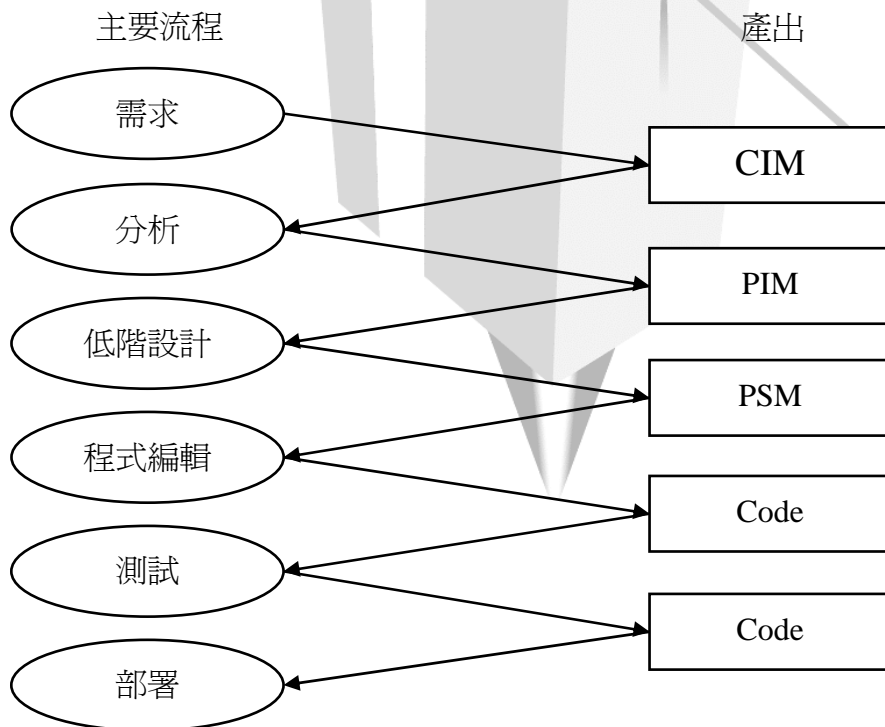 主要流程
產出
需求
CIM
分析
PIM
低階設計
PSM
程式編輯
Code
測試
Code
部署